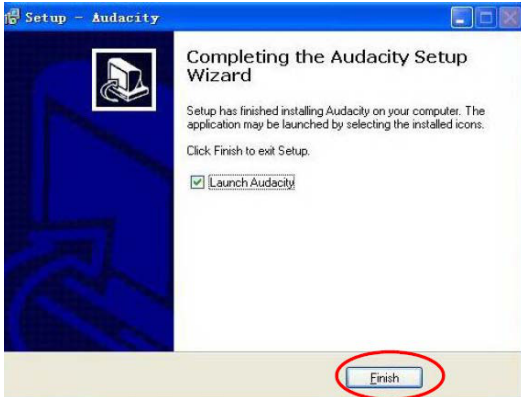 Setup - Audacity
Completing the Audacity Setup
Wizard
Setup has finished installing Audacity on your computer. The
application may be launched by selecting the installed icons.
Click Finish to exit Setup.
Launch Audacity
Finish